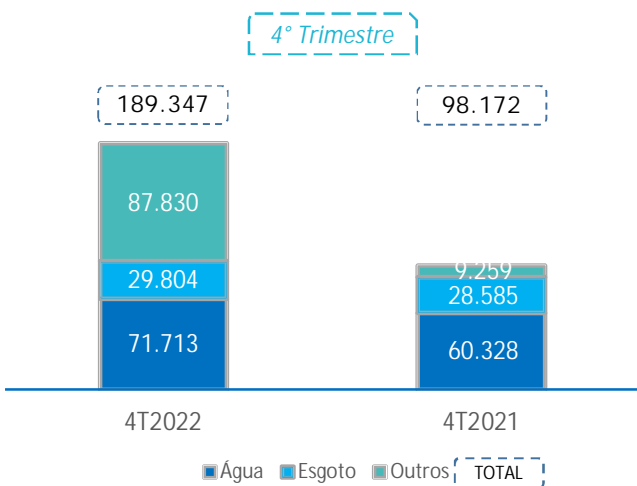 4° Trimestre
189.347 98.172
87.830
9.259
29.804 28.585
71.713 60.328
4T2022 4T2021
Água Esgoto Outros TOTAL